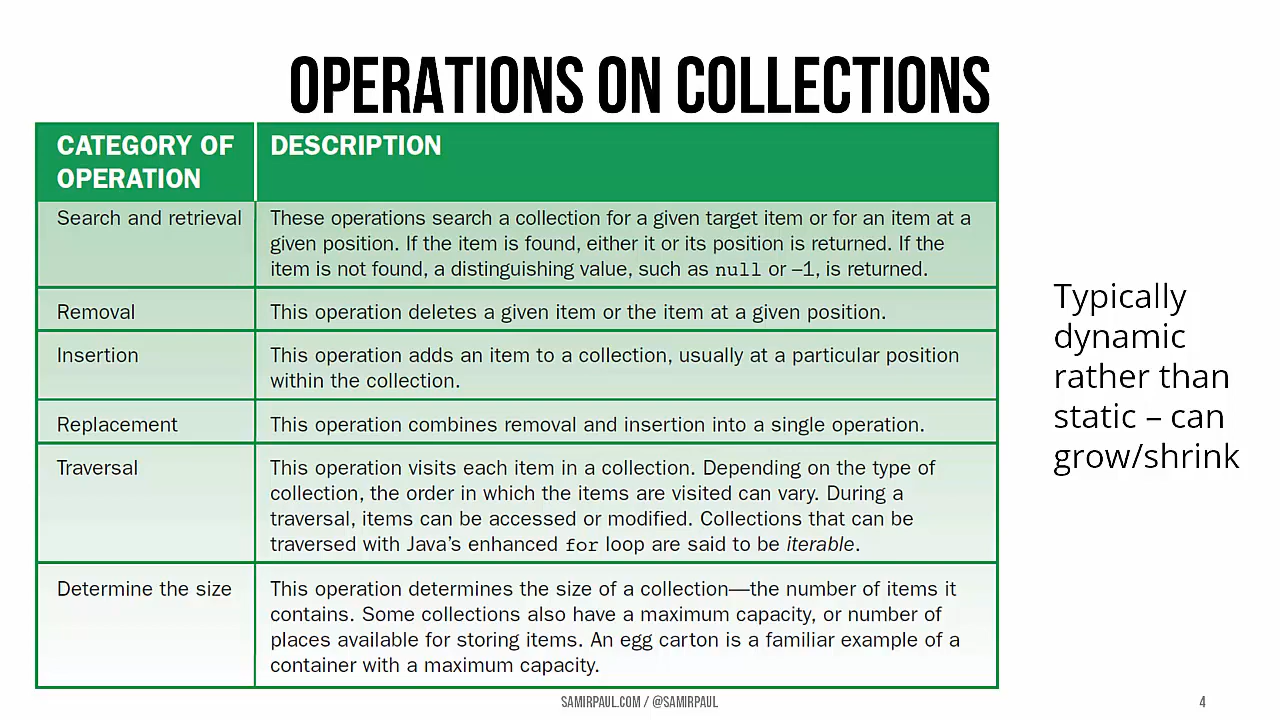 OPERATIONS ON COLLECTIONS
CATEGORY OF
OPERATION
DESCRIPTION
Search and retrieval
These operations search a collection for a given target item or for an item at a
given position. If the item is found, either it or its position is returned. If the
item is not found, a distinguishing value, such as null or –1, is returned.
Removal
This operation deletes a given item or the item at a given position.
Insertion
This operation adds an item to a collection, usually at a particular position
within the collection.
Replacement
This operation combines removal and insertion into a single operation.
Traversal
This operation visits each item in a collection. Depending on the type of
collection, the order in which the items are visited can vary. During a
traversal, items can be accessed or modified. Collections that can be
traversed with Java's enhanced for loop are said to be iterable.
Determine the size
This operation determines the size of a collection—the number of items it
contains. Some collections also have a maximum capacity, or number of
places available for storing items. An egg carton is a familiar example of a
container with a maximum capacity.
Typically
dynamic
rather than
static – can
grow/shrink
SAMIRPAUL.COM / @SAMIRPAUL
4